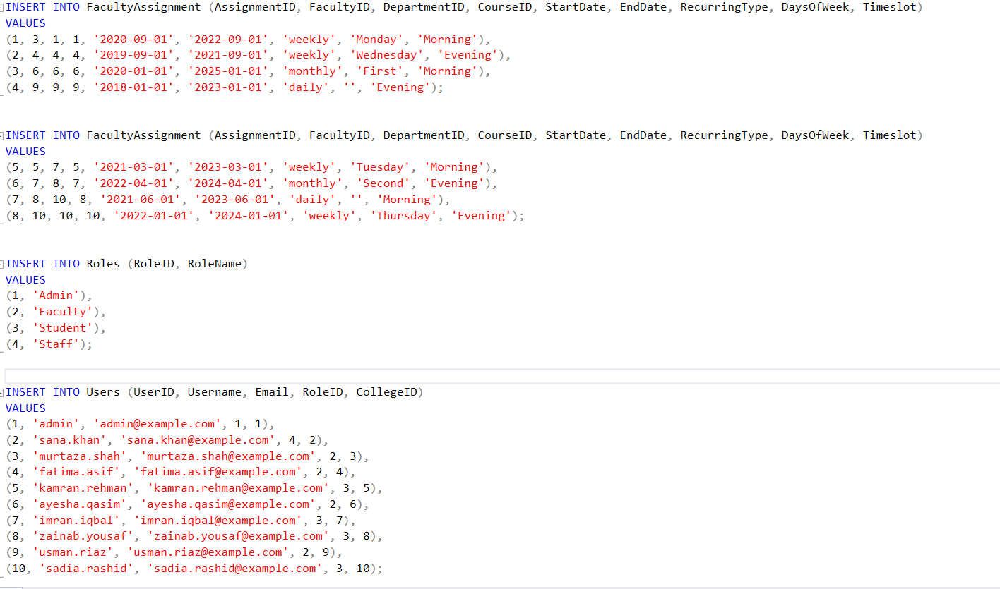 INSERT INTO FacultyAssignment (AssignmentID, FacultyID, DepartmentID, CourseID, StartDate, EndDate, RecurringType, DaysOfWeek, Timeslot)
VALUES
(1, 3, 1, 1, '2020-09-01', '2022-09-01', 'weekly', 'Monday', 'Morning'),
(2, 4, 4, 4, '2019-09-01', '2021-09-01', 'weekly', 'Wednesday', 'Evening'),
(3, 6, 6, 6, '2020-01-01', '2025-01-01', 'monthly', 'First', 'Morning'),
(4, 9, 9, 9, '2018-01-01', '2023-01-01', 'daily', '', 'Evening');
INSERT INTO FacultyAssignment (AssignmentID, FacultyID, DepartmentID, CourseID, StartDate, EndDate, RecurringType, DaysOfWeek, Timeslot)
VALUES
(5, 5, 7, 5, '2021-03-01', '2023-03-01', 'weekly', 'Tuesday', 'Morning'),
(6, 7, 8, 7, '2022-04-01', '2024-04-01', 'monthly', 'Second', 'Evening'),
(7, 8, 10, 8, '2021-06-01', '2023-06-01', 'daily', '', 'Morning'),
(8, 10, 10, 10, '2022-01-01', '2024-01-01', 'weekly', 'Thursday', 'Evening');
INSERT INTO Roles (RoleID, RoleName)
VALUES
(1, 'Admin'),
(2, 'Faculty'),
(3, 'Student'),
(4, 'Staff');
INSERT INTO Users (UserID, Username, Email, RoleID, CollegeID)
VALUES
(1, 'admin', 'admin@example.com', 1, 1),
(2, 'sana.khan', 'sana.khan@example.com', 4, 2),
(3, 'murtaza.shah', 'murtaza.shah@example.com', 2, 3),
(4, 'fatima.asif', 'fatima.asif@example.com', 2, 4),
(5, 'kamran.rehman', 'kamran.rehman@example.com', 3, 5),
(6, 'ayesha.qasim', 'ayesha.qasim@example.com', 2, 6),
(7, 'imran.iqbal', 'imran.iqbal@example.com', 3, 7),
(8, 'zainab.yousaf', 'zainab.yousaf@example.com', 3, 8),
(9, 'usman.riaz', 'usman.riaz@example.com', 2, 9),
(10, 'sadia.rashid', 'sadia.rashid@example.com', 3, 10);